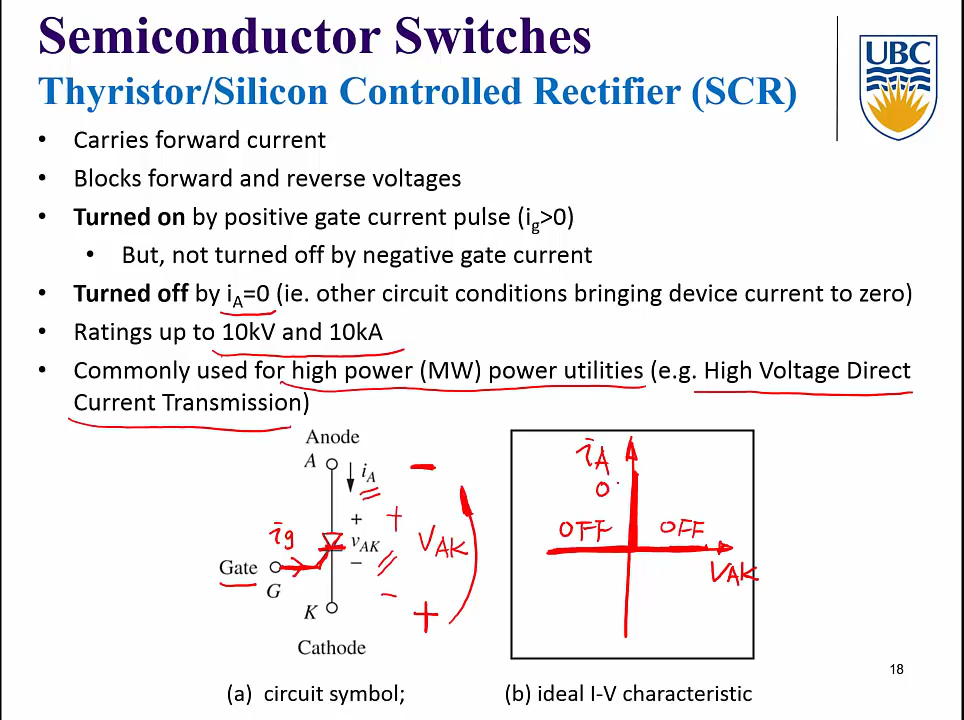 Semiconductor Switches
Thyristor/Silicon Controlled Rectifier (SCR)
UBC
• Carries forward current
• Blocks forward and reverse voltages
• Turned on by positive gate current pulse (ig>0)
• But, not turned off by negative gate current
• Turned off by iA=0 (ie. other circuit conditions bringing device current to zero)
• Ratings up to 10kV and 10kA
• Commonly used for high power (MW) power utilities (e.g. High Voltage Direct
Current Transmission)
Anode
A
iA
−
ig
+
vAK
−
+
VAK
−
+
Gate
G
K
Cathode
iA
OFF
OFF
VAK
18
(a) circuit symbol;
(b) ideal I-V characteristic